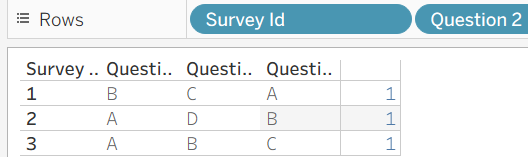 Rows Survey Id Question 2
Survey .. Questi.. Questi.. Questi..
1 B C A 1
2 A D B 1
3 A B C 1